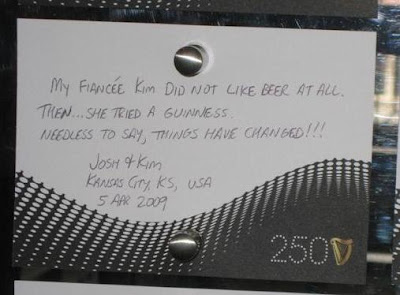 MY FIANCÉE KIM DID NOT LIKE BEER AT ALL.
THEN...SHE TRIED A GUINNESS.
NEEDLESS TO SAY, THINGS HAVE CHANGED!!!
JOSH & KIM
KANSAS CITY, KS, USA
5 APR 2009
250